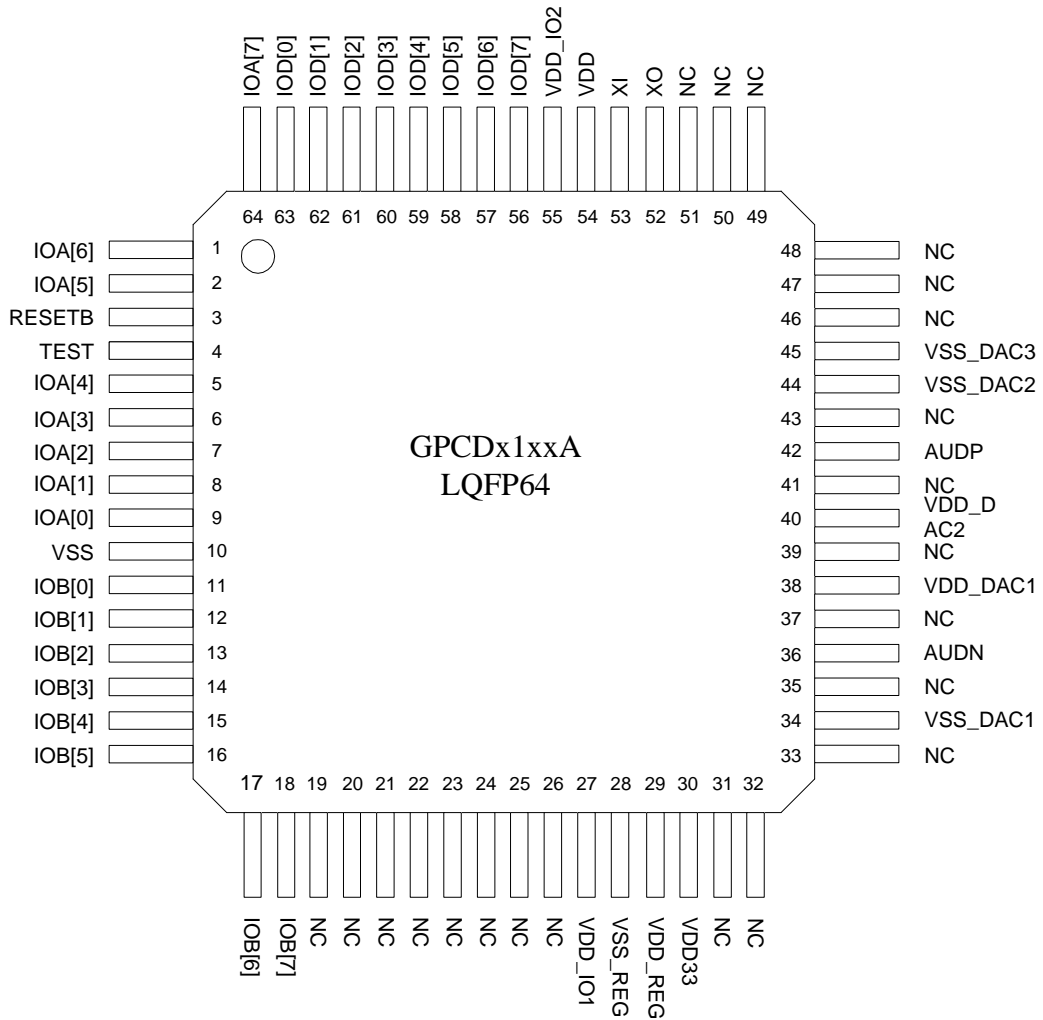 IOA[7]
IOD[0]
IOD[1]
IOD[2]
IOD[3]
IOD[4]
IOD[5]
IOD[6]
IOD[7]
VDD_IO2
VDD
XI
XO
NC
NC
NC
64 63 62 61 60 59 58 57 56 55 54 53 52 51 50 49
IOA[6] 1
IOA[5] 2
RESETB 3
TEST 4
IOA[4] 5
IOA[3] 6
IOA[2] 7
IOA[1] 8
IOA[0] 9
VSS 10
IOB[0] 11
IOB[1] 12
IOB[2] 13
IOB[3] 14
IOB[4] 15
IOB[5] 16
GPCDx1xxA
LQFP64
48 NC
47 NC
46 NC
45 VSS_DAC3
44 VSS_DAC2
43 NC
42 AUDP
41 NC
40 VDD_D
AC2
39 NC
38 VDD_DAC1
37 NC
36 AUDN
35 NC
34 VSS_DAC1
33 NC
17 18 19 20 21 22 23 24 25 26 27 28 29 30 31 32
IOB[6]
IOB[7]
NC
NC
NC
NC
NC
NC
NC
NC
VDD_IO1
VSS_REG
VDD_REG
VDD33
NC
NC